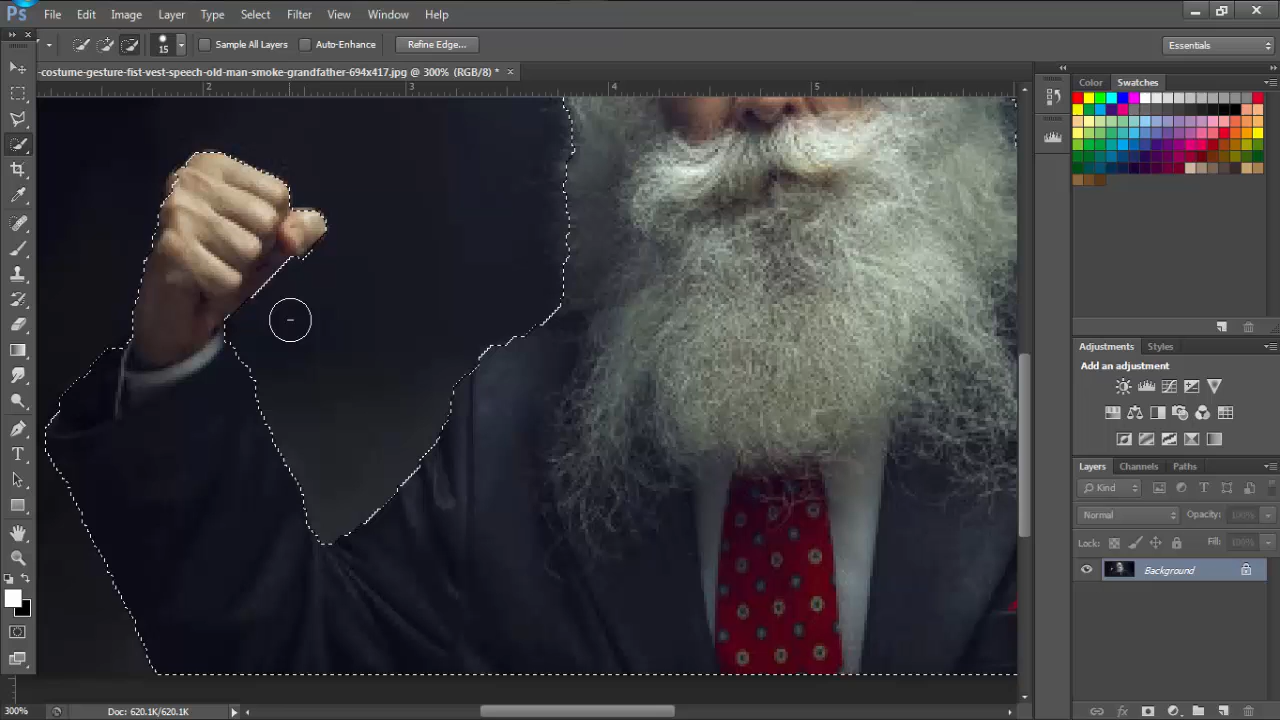 Ps File Edit Image Layer Type Select Filter View Window Help
15 Sample All Layers Auto-Enhance Refine Edge... Essentials
-costume-gesture-fist-vest-speech-old-man-smoke-grandfather-694x417.jpg @ 300% (RGB/8) * ×
2 3 4 5
Color Swatches
Adjustments Styles
Add an adjustment
Layers Channels Paths
Kind
Normal Opacity: 100%
Lock: Fill: 100%
Background
T
fx
300% Doc: 620.1K/620.1K